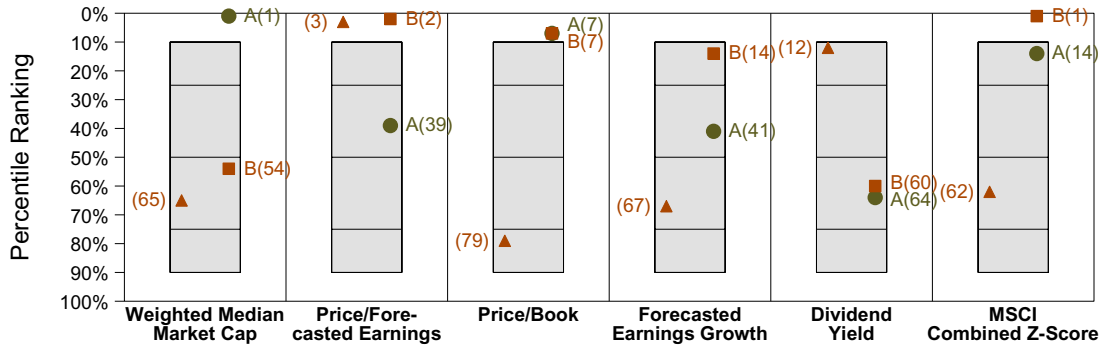 Percentile Ranking
0%
10%
20%
30%
40%
50%
60%
70%
80%
90%
100%
A(1)
B(54)
(65)
(3)
B(2)
A(39)
A(7)
B(7)
(79)
B(14)
A(41)
(67)
(12)
B(60)
A(64)
B(1)
A(14)
(62)
Weighted Median
Market Cap
Price/Fore-
casted Earnings
Price/Book
Forecasted
Earnings Growth
Dividend
Yield
MSCI
Combined Z-Score